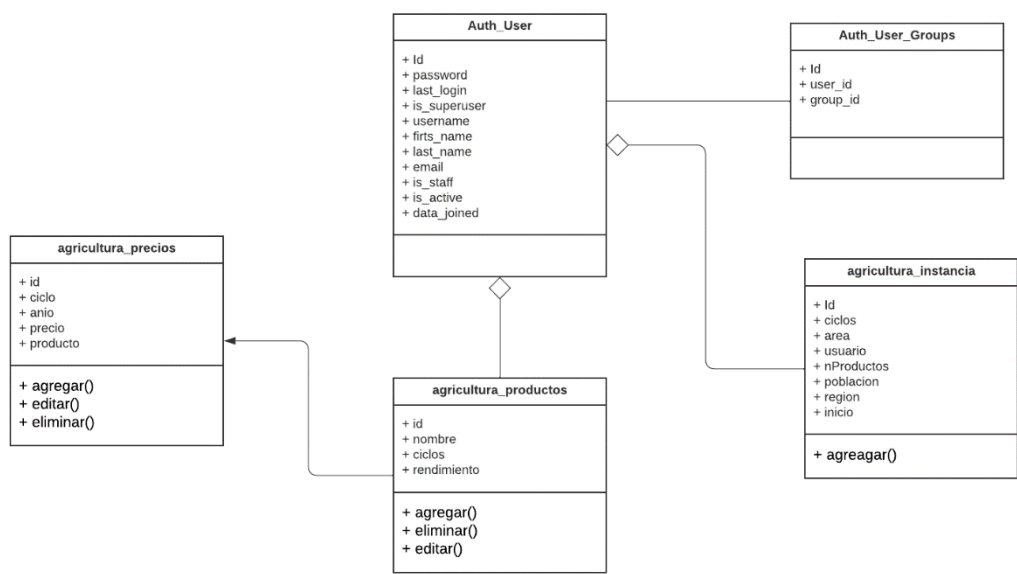 Auth_User
+ Id
+ password
+ last_login
+ is_superuser
+ username
+ firts_name
+ last_name
+ email
+ is_staff
+ is_active
+ data_joined
Auth_User_Groups
+ Id
+ user_id
+ group_id
agricultura_precios
+ id
+ ciclo
+ anio
+ precio
+ producto
+ agregar()
+ editar()
+ eliminar()
agricultura_productos
+ id
+ nombre
+ ciclos
+ rendimiento
+ agregar()
+ eliminar()
+ editar()
agricultura_instancia
+ Id
+ ciclos
+ area
+ usuario
+ nProductos
+ poblacion
+ region
+ inicio
+ agreagar()